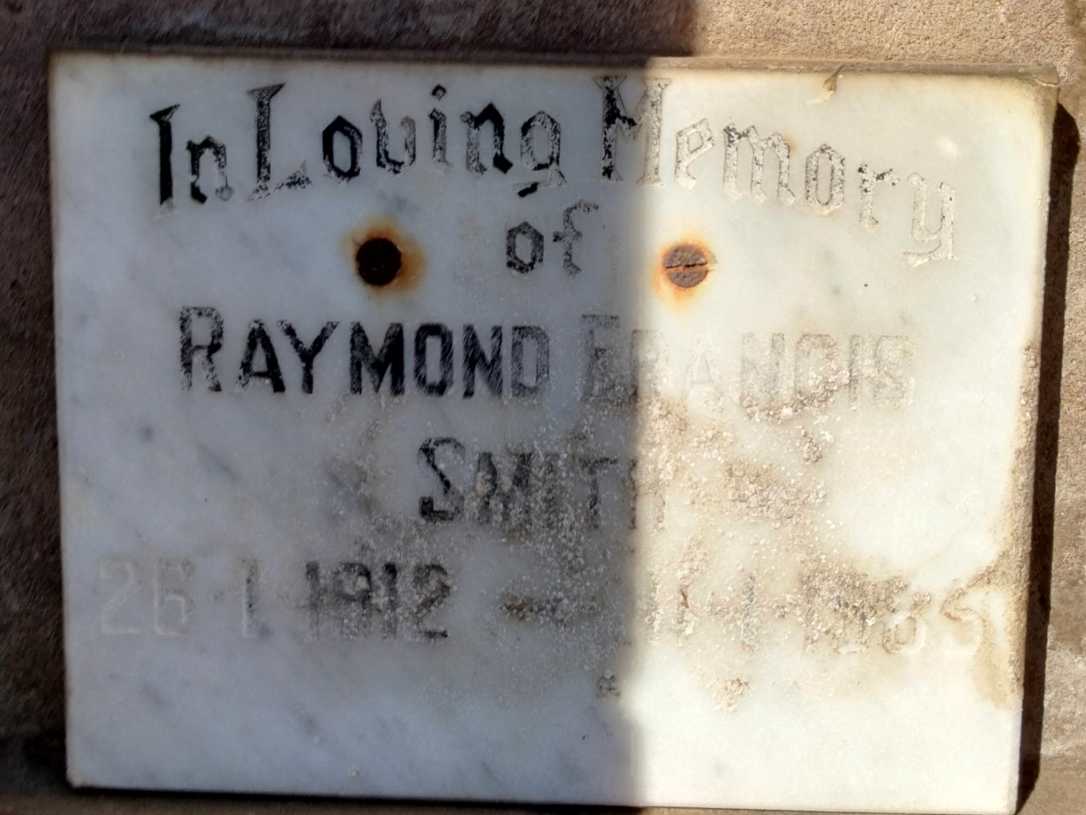 In Loving Memory
of
RAYMOND FRANCIS
SMITH
26-1-1912 -